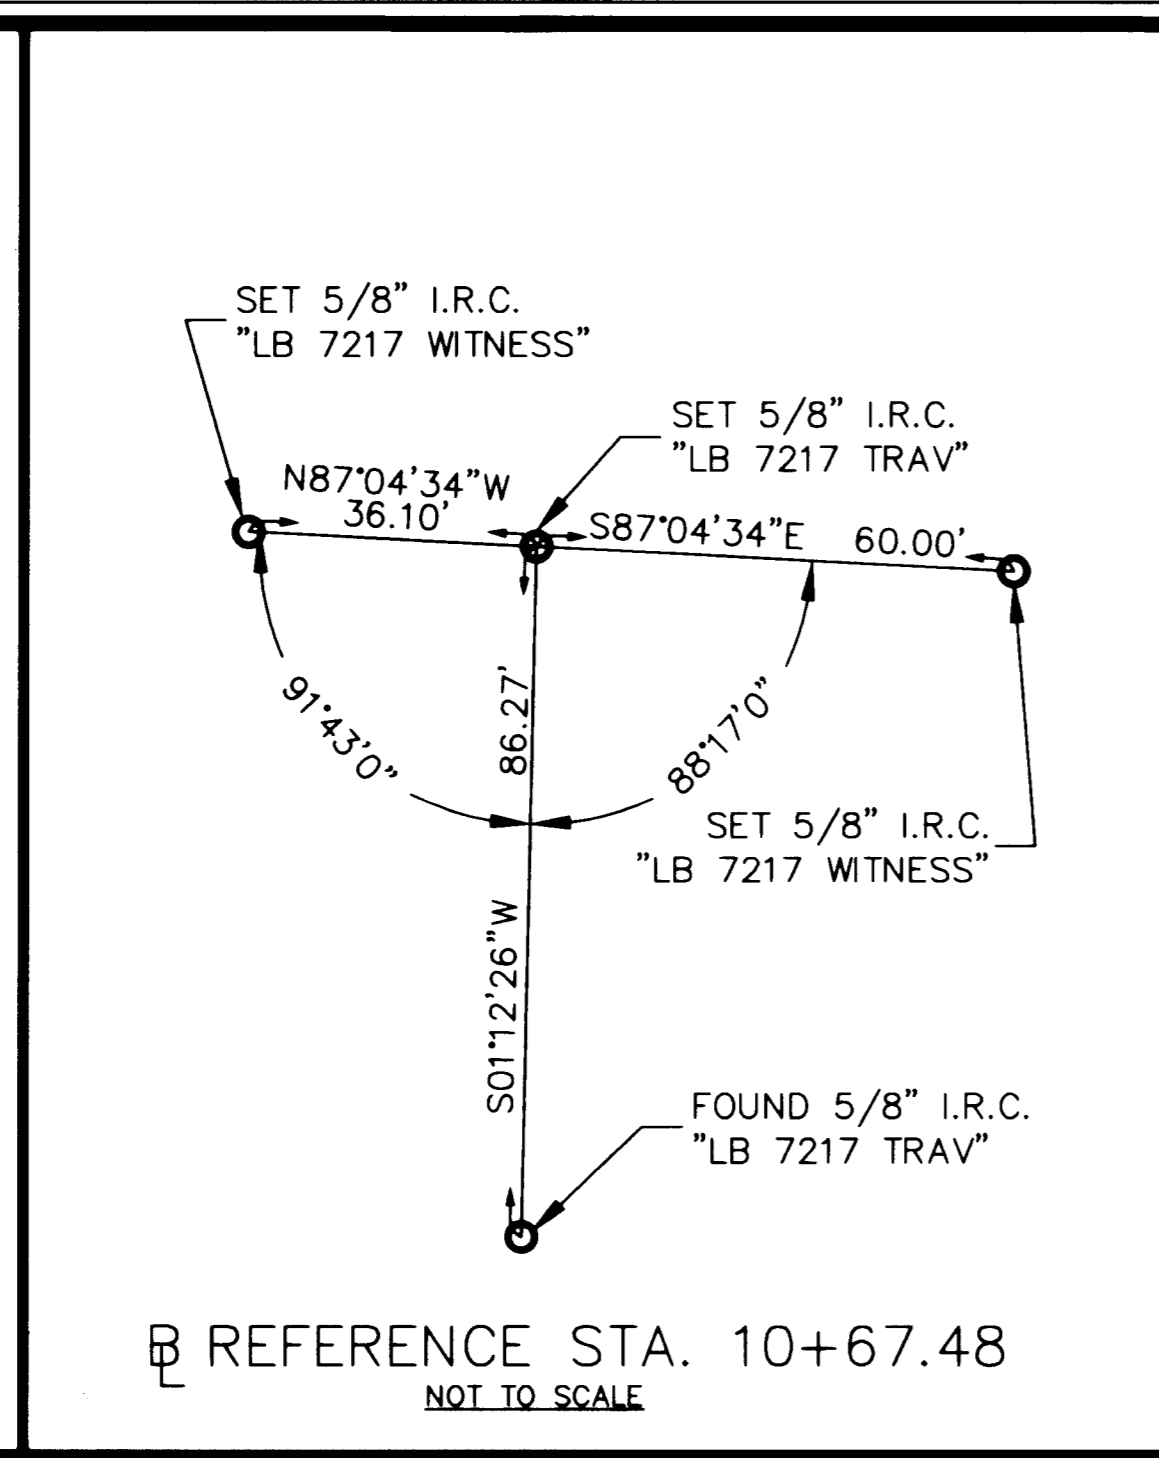 SET 5/8" I.R.C.
"LB 7217 WITNESS"
SET 5/8" I.R.C.
"LB 7217 TRAV"
N87°04'34"W
36.10'
S87°04'34"E 60.00'
86.27'
91°43'0"
88°17'0"
SET 5/8" I.R.C.
"LB 7217 WITNESS"
S01°12'26"W
FOUND 5/8" I.R.C.
"LB 7217 TRAV"
BL REFERENCE STA. 10+67.48
NOT TO SCALE